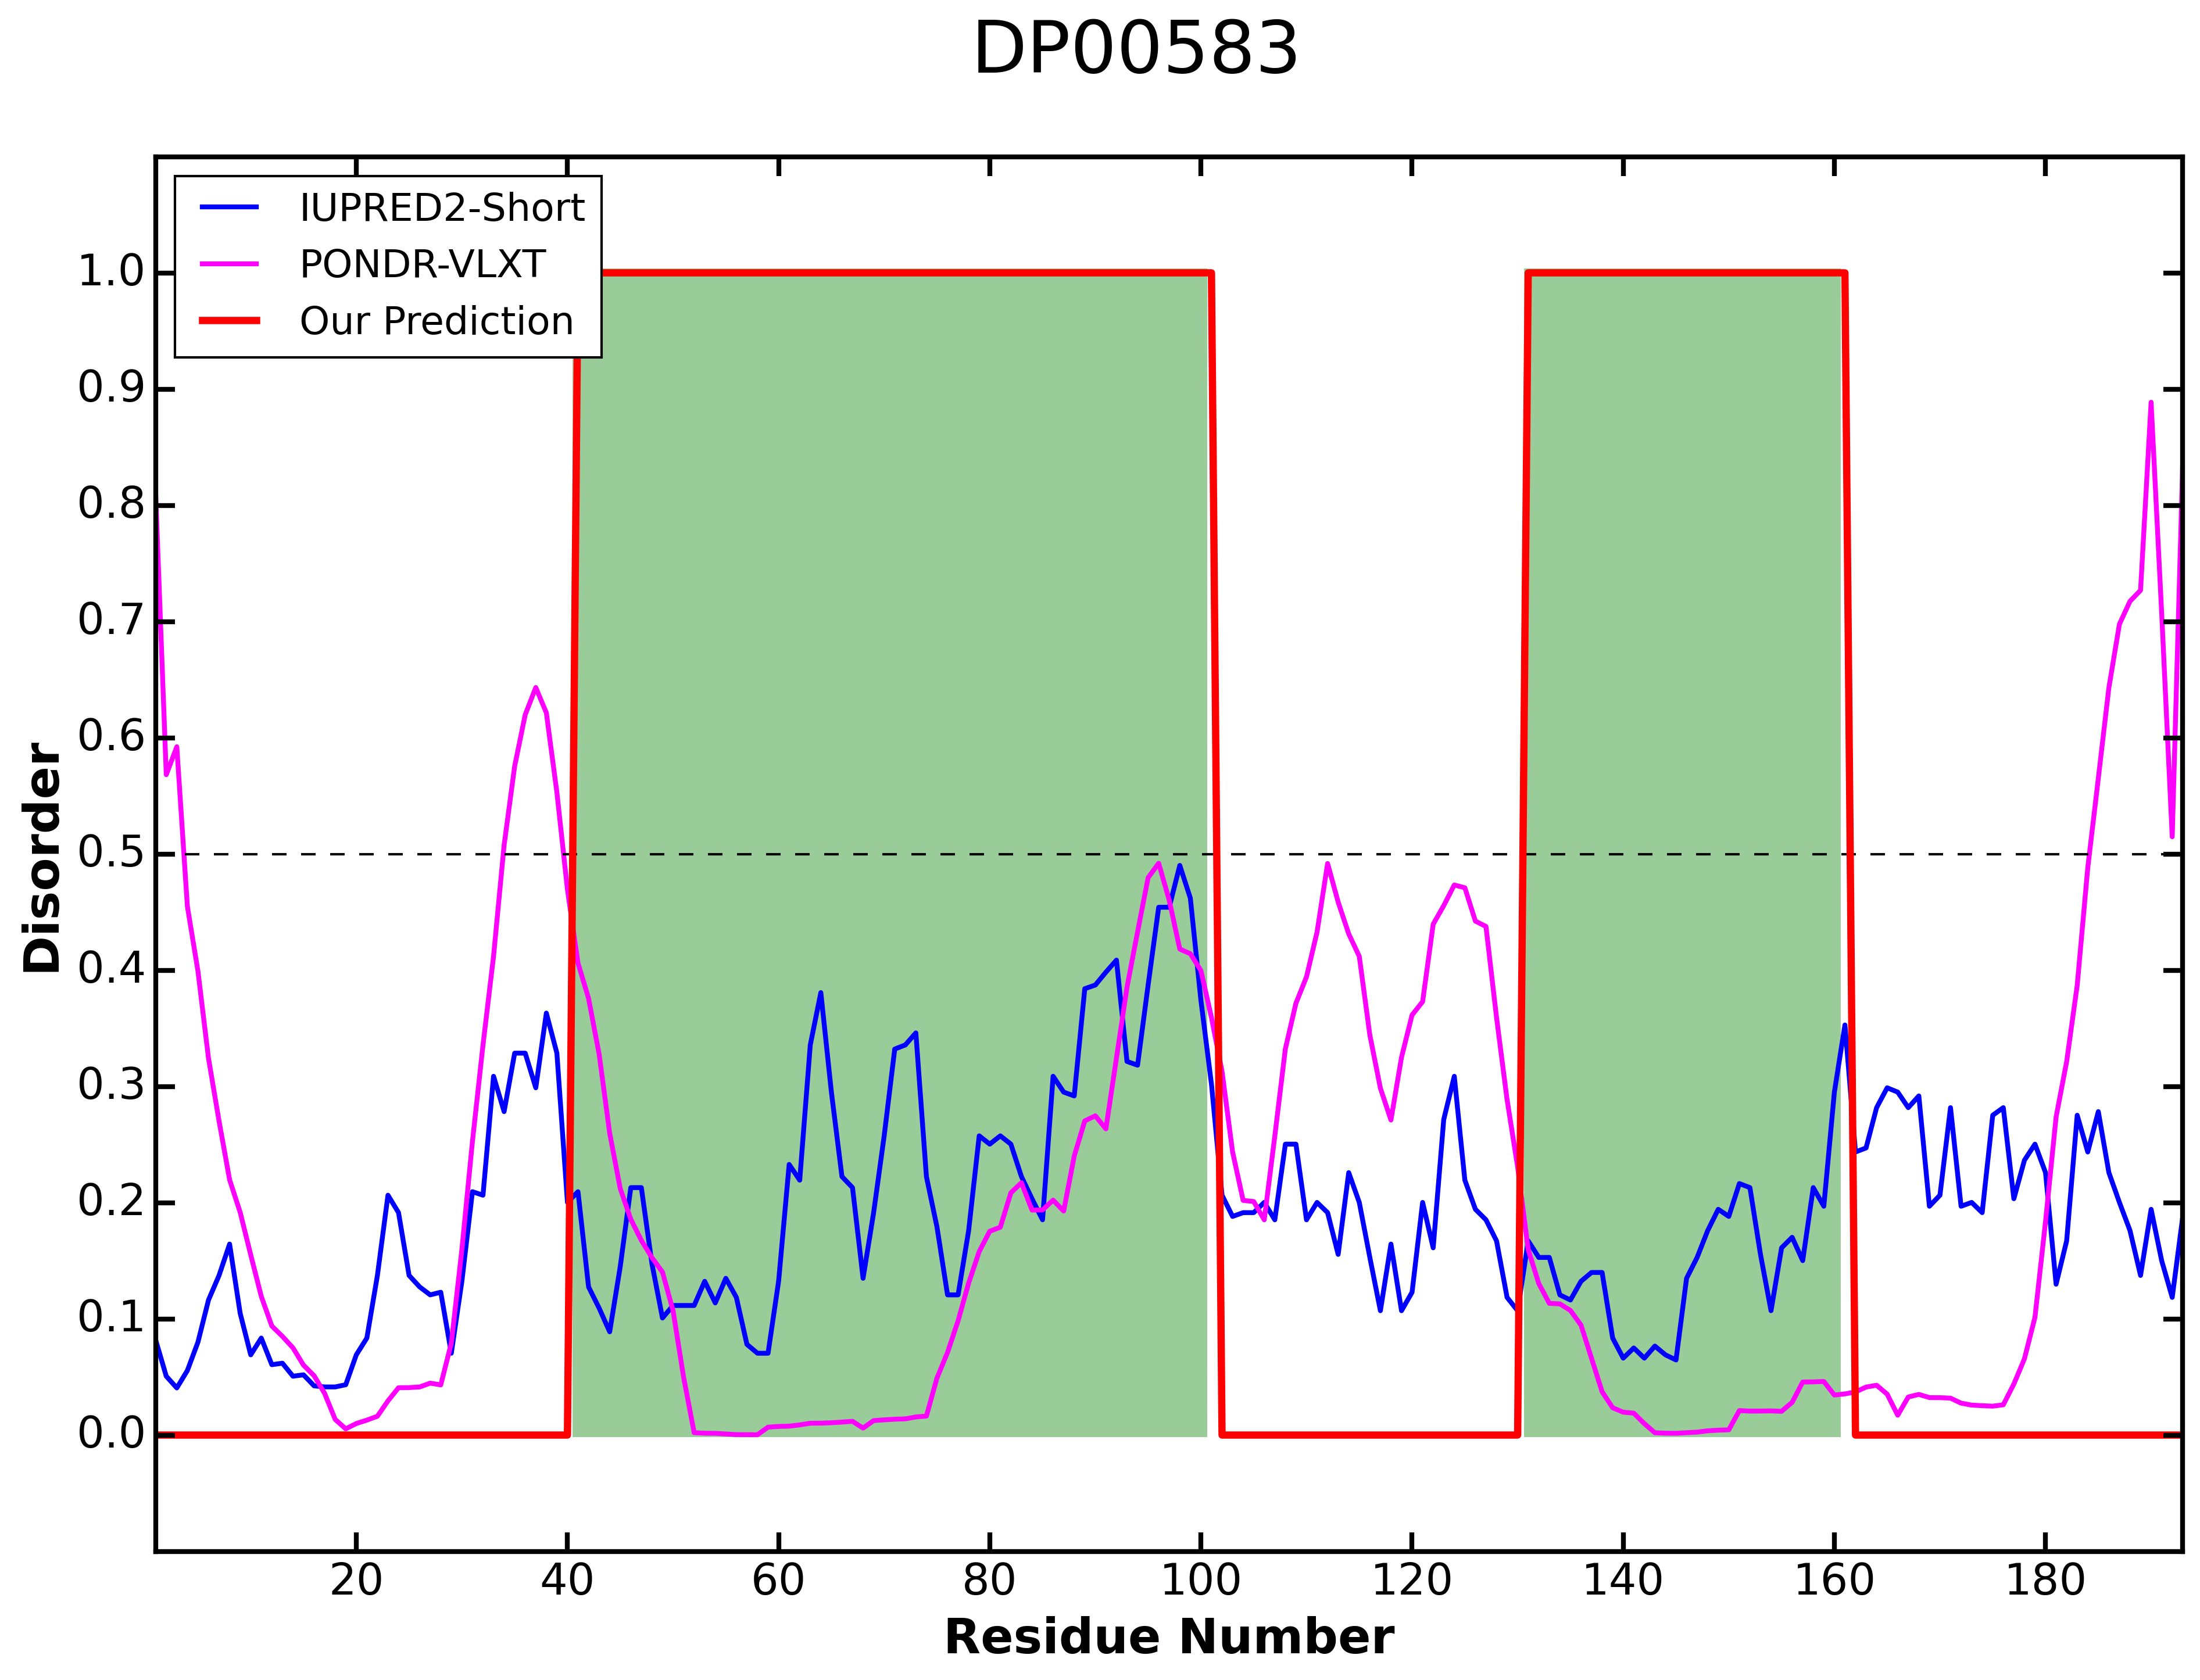 DP00583
IUPRED2-Short
PONDR-VLXT
Our Prediction
1.0
0.9
0.8
0.7
0.6
0.5
0.4
0.3
0.2
0.1
0.0
Disorder
20 40 60 80 100 120 140 160 180
Residue Number